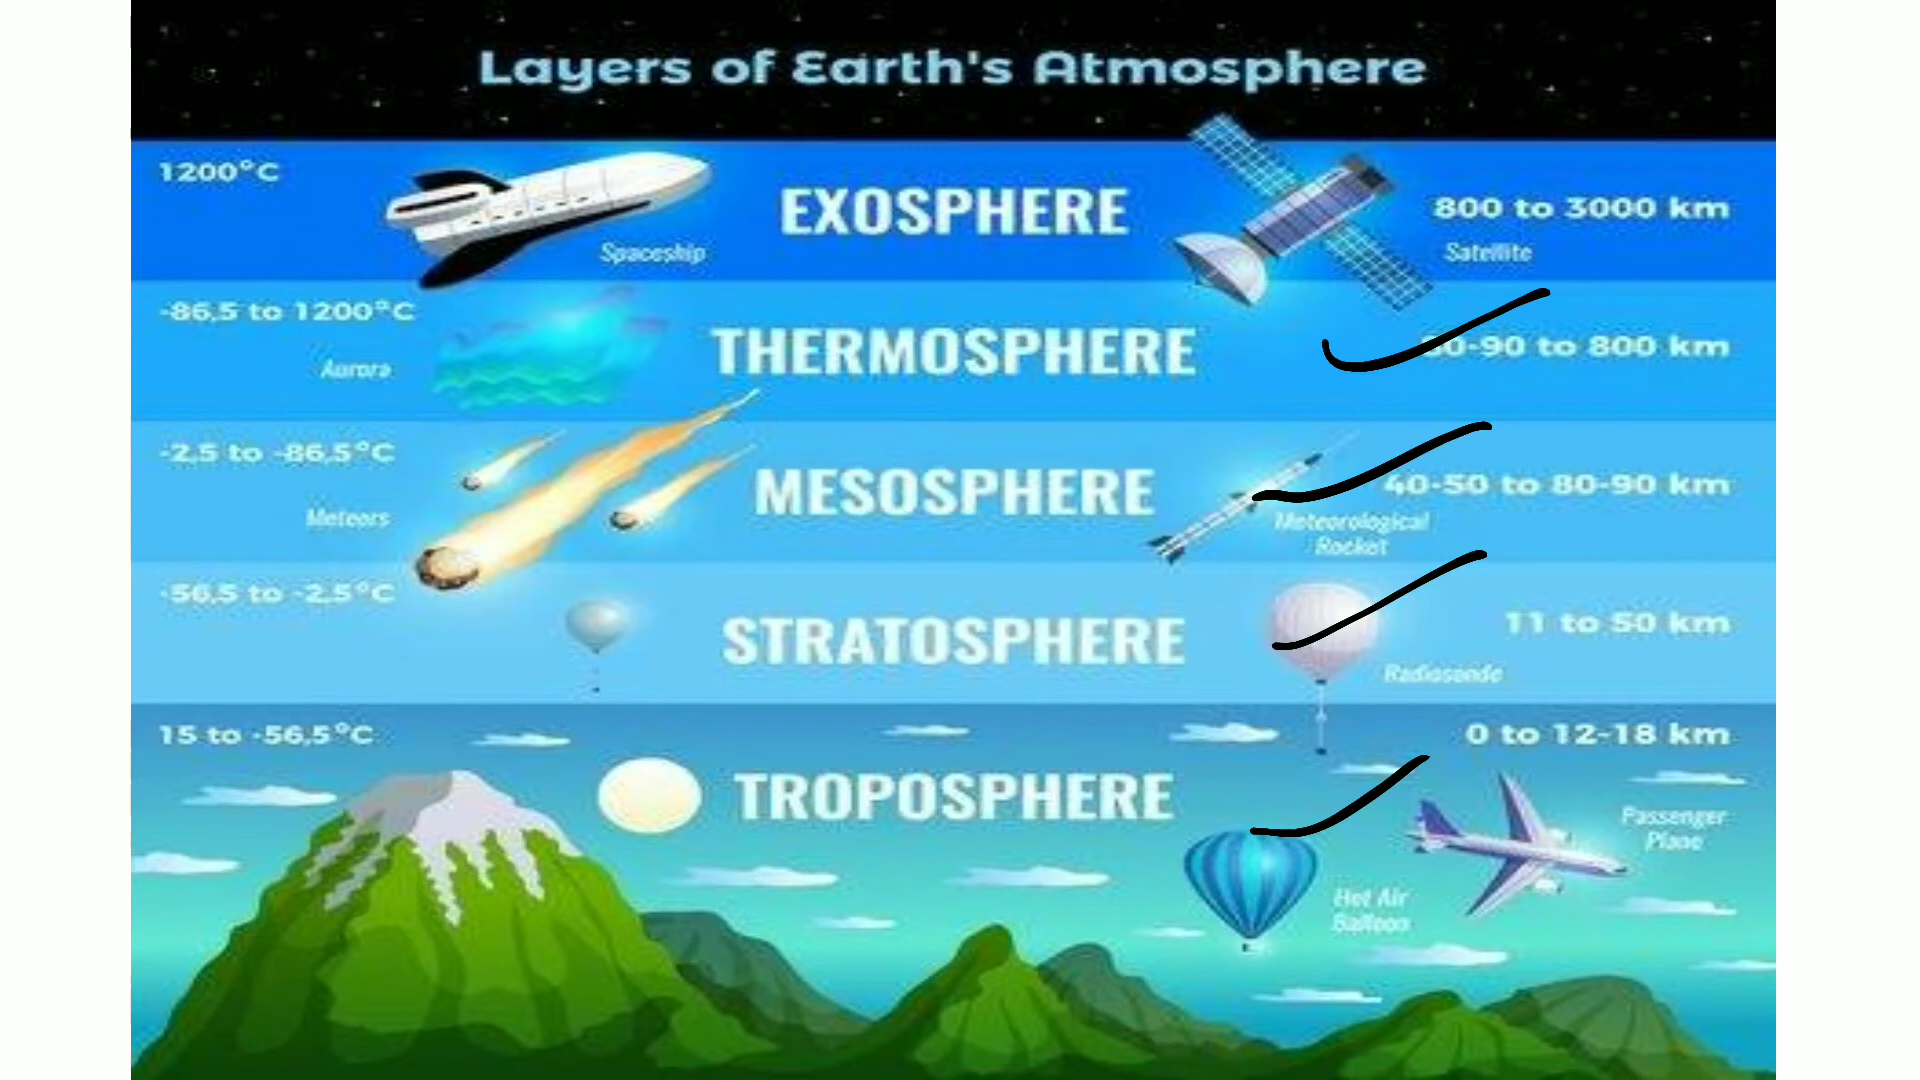 Layers of Earth's Atmosphere
1200°C
EXOSPHERE
800 to 3000 km
Spaceship
Satellite
-86,5 to 1200°C
THERMOSPHERE
80-90 to 800 km
Aurora
-2,5 to -86,5°C
MESOSPHERE
40-50 to 80-90 km
Meteors
Meteorological
Rocket
-56,5 to -2,5°C
STRATOSPHERE
11 to 50 km
Radiosonde
15 to -56,5°C
0 to 12-18 km
TROPOSPHERE
Passenger
Plane
Hot Air
Balloon